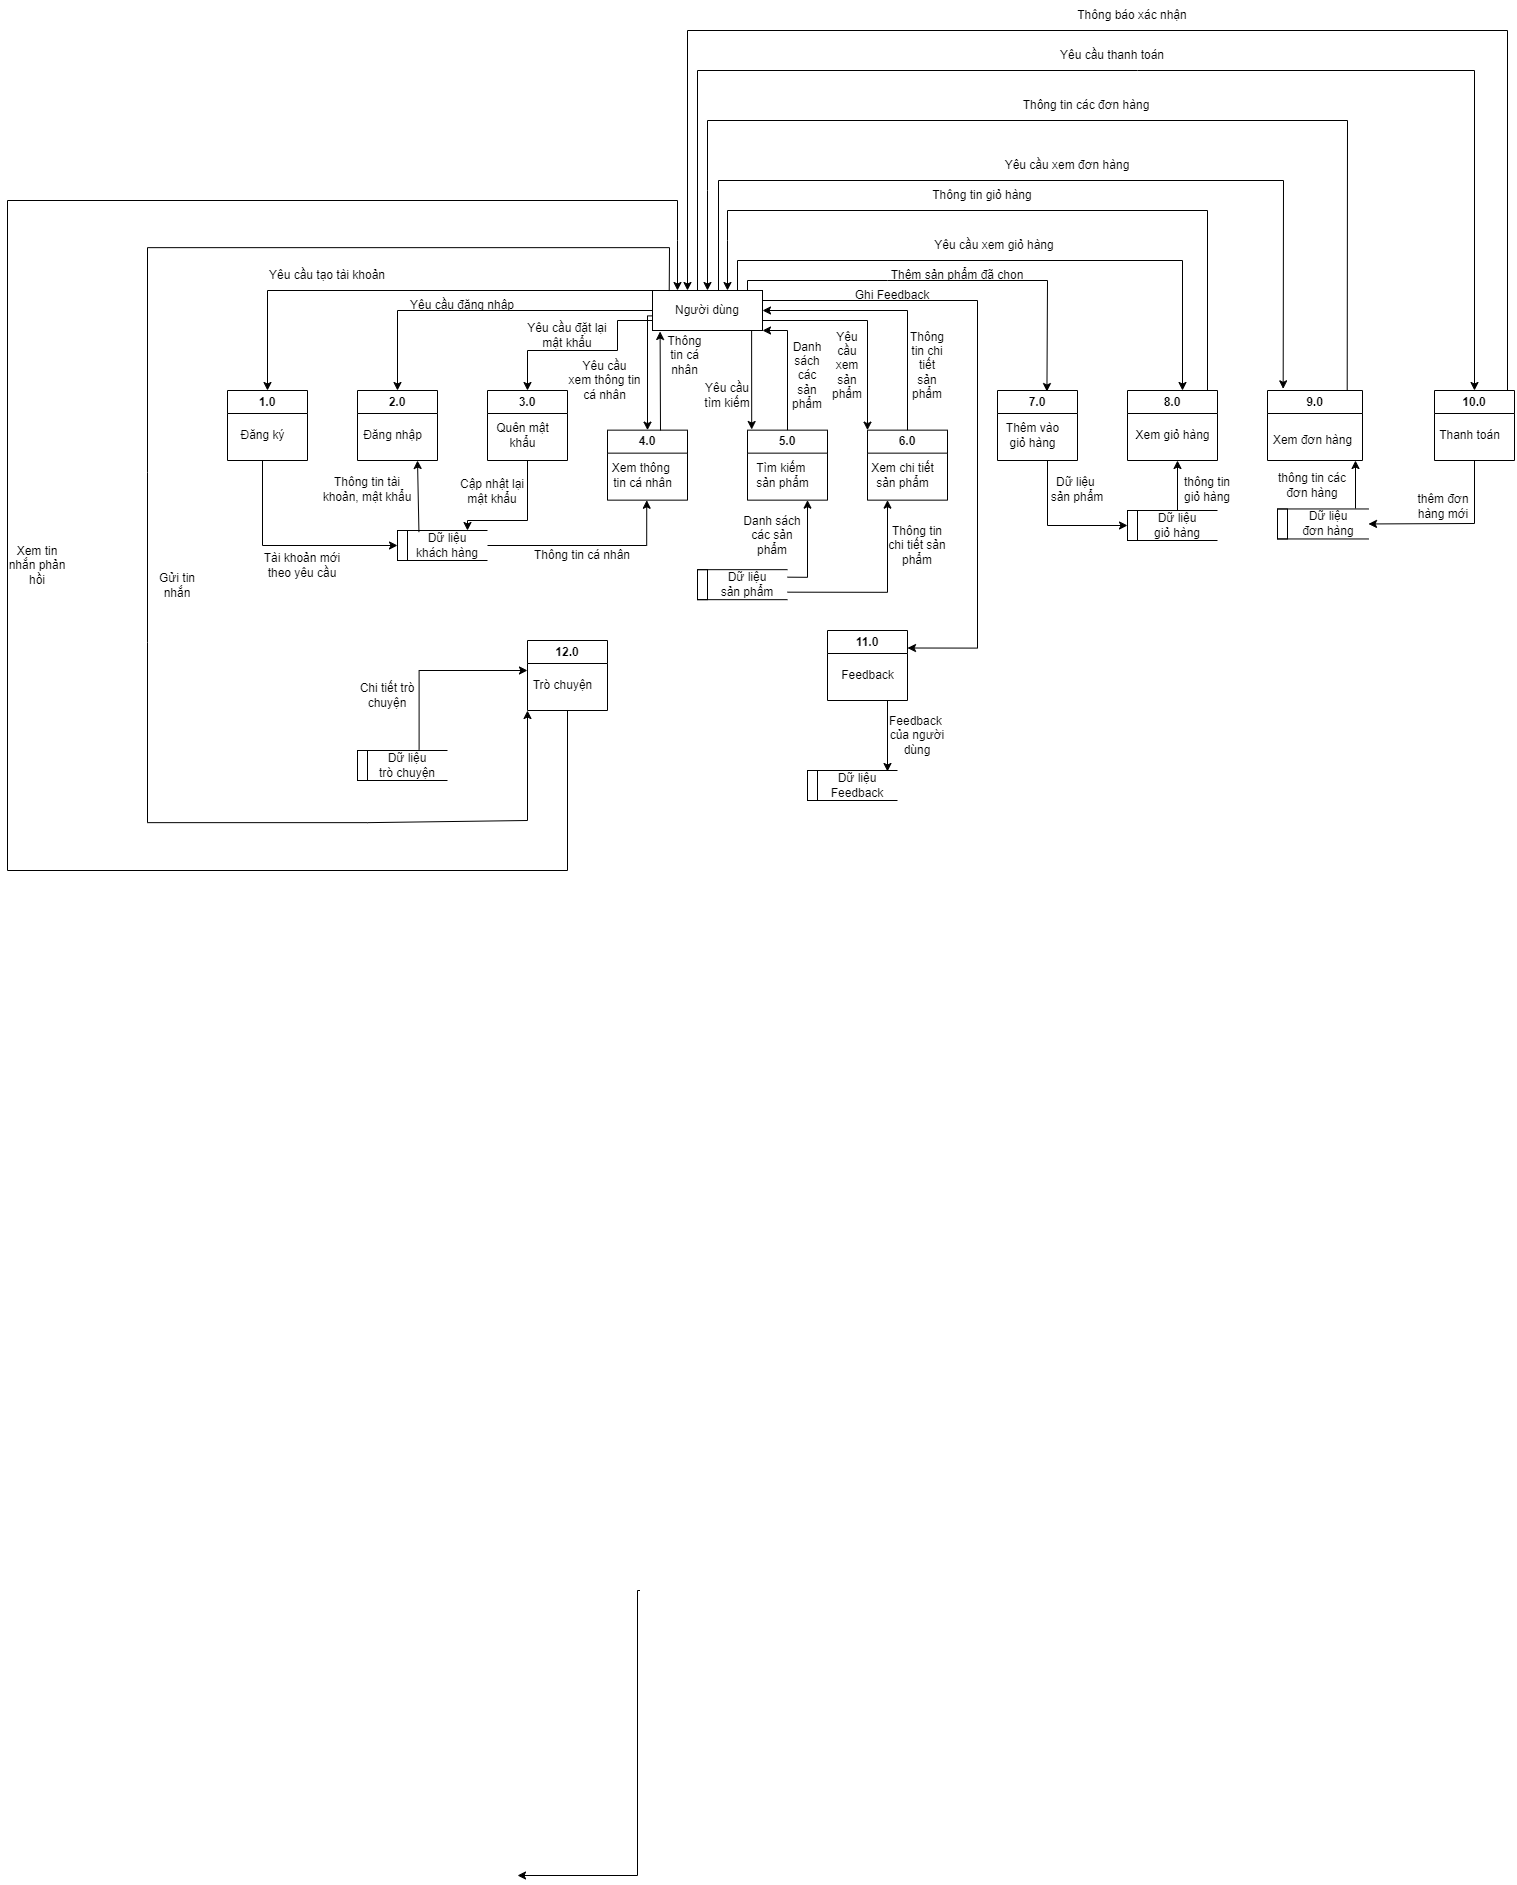 Thông báo xác nhận
Yêu cầu thanh toán
Thông tin các đơn hàng
Yêu cầu xem đơn hàng
Thông tin giỏ hàng
Yêu cầu xem giỏ hàng
Thêm sản phẩm đã chon
Yêu cầu tạo tài khoản
Ghi Feedback
Yêu cầu đăng nhập
Người dùng
Yêu cầu đặt lại
mật khẩu
Yêu cầu
xem thông tin
cá nhân
Thông
tin cá
nhân
Yêu cầu
tìm kiếm
Danh
sách
các
sản
phẩm
Yêu
cầu
xem
sản
phẩm
Thông
tin chi
tiết
sản
phẩm
1.0
Đăng ký
2.0
Đăng nhập
3.0
Quên mật
khẩu
4.0
Xem thông
tin cá nhân
5.0
Tìm kiếm
sản phẩm
6.0
Xem chi tiết
sản phẩm
7.0
Thêm vào
giỏ hàng
8.0
Xem giỏ hàng
9.0
Xem đơn hàng
10.0
Thanh toán
Thông tin tài
khoản, mật khẩu
Cập nhật lại
mật khẩu
Dữ liệu
sản phẩm
thông tin
giỏ hàng
thông tin các
đơn hàng
thêm đơn
hàng mới
Dữ liệu
khách hàng
Tài khoản mới
theo yêu cầu
Thông tin cá nhân
Danh sách
các sản
phẩm
Thông tin
chi tiết sản
phẩm
Dữ liệu
giỏ hàng
Dữ liệu
đơn hàng
Dữ liệu
sản phẩm
Xem tin
nhắn phản
hồi
Gửi tin
nhắn
12.0
Trò chuyện
11.0
Feedback
Chi tiết trò
chuyện
Feedback
của người
dùng
Dữ liệu
trò chuyện
Dữ liệu
Feedback